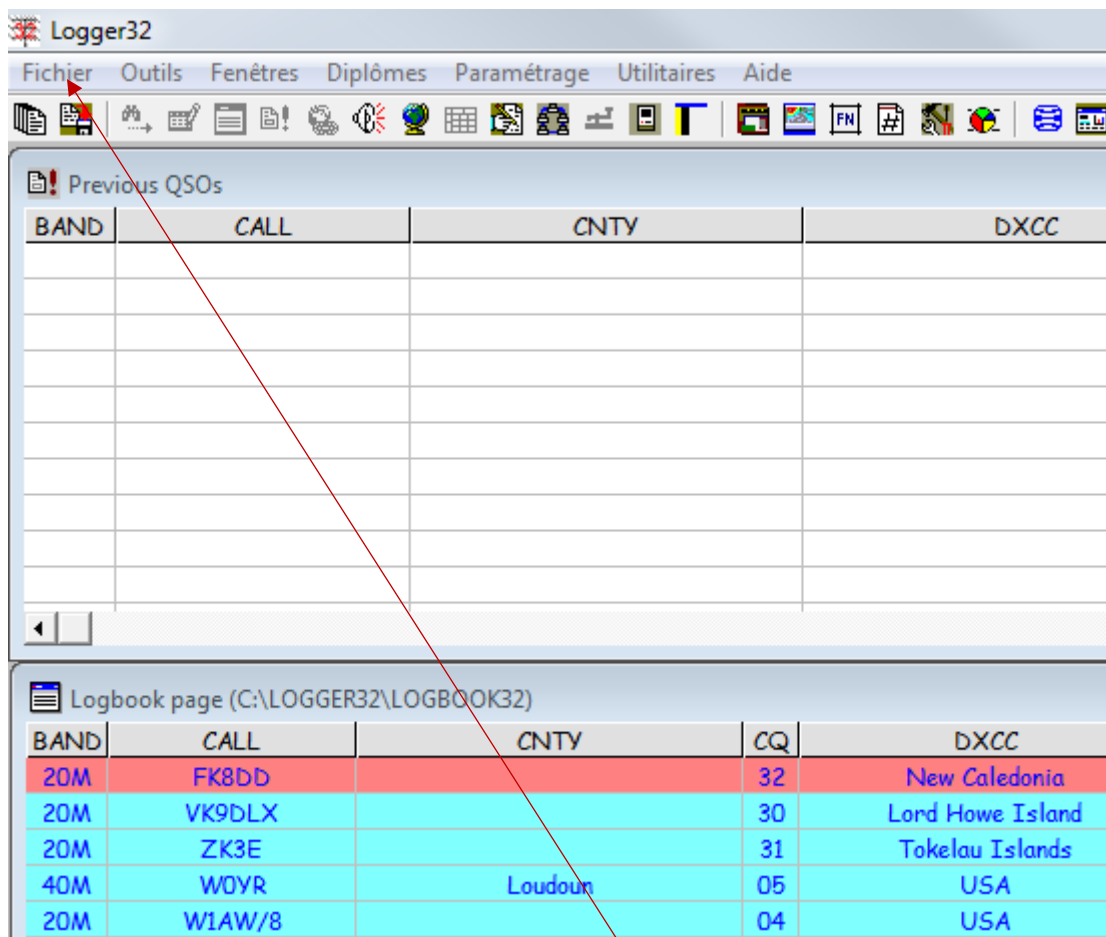 Logger32
Fichier Outils Fenêtres Diplômes Paramétrage Utilitaires Aide
FN #
Previous QSOs
BAND CALL CNTY DXCC
Logbook page (C:\LOGGER32\LOGBOOK32)
BAND CALL CNTY CQ DXCC
20M FK8DD 32 New Caledonia
20M VK9DLX 30 Lord Howe Island
20M ZK3E 31 Tokelau Islands
40M W0YR Loudoun 05 USA
20M W1AW/8 04 USA